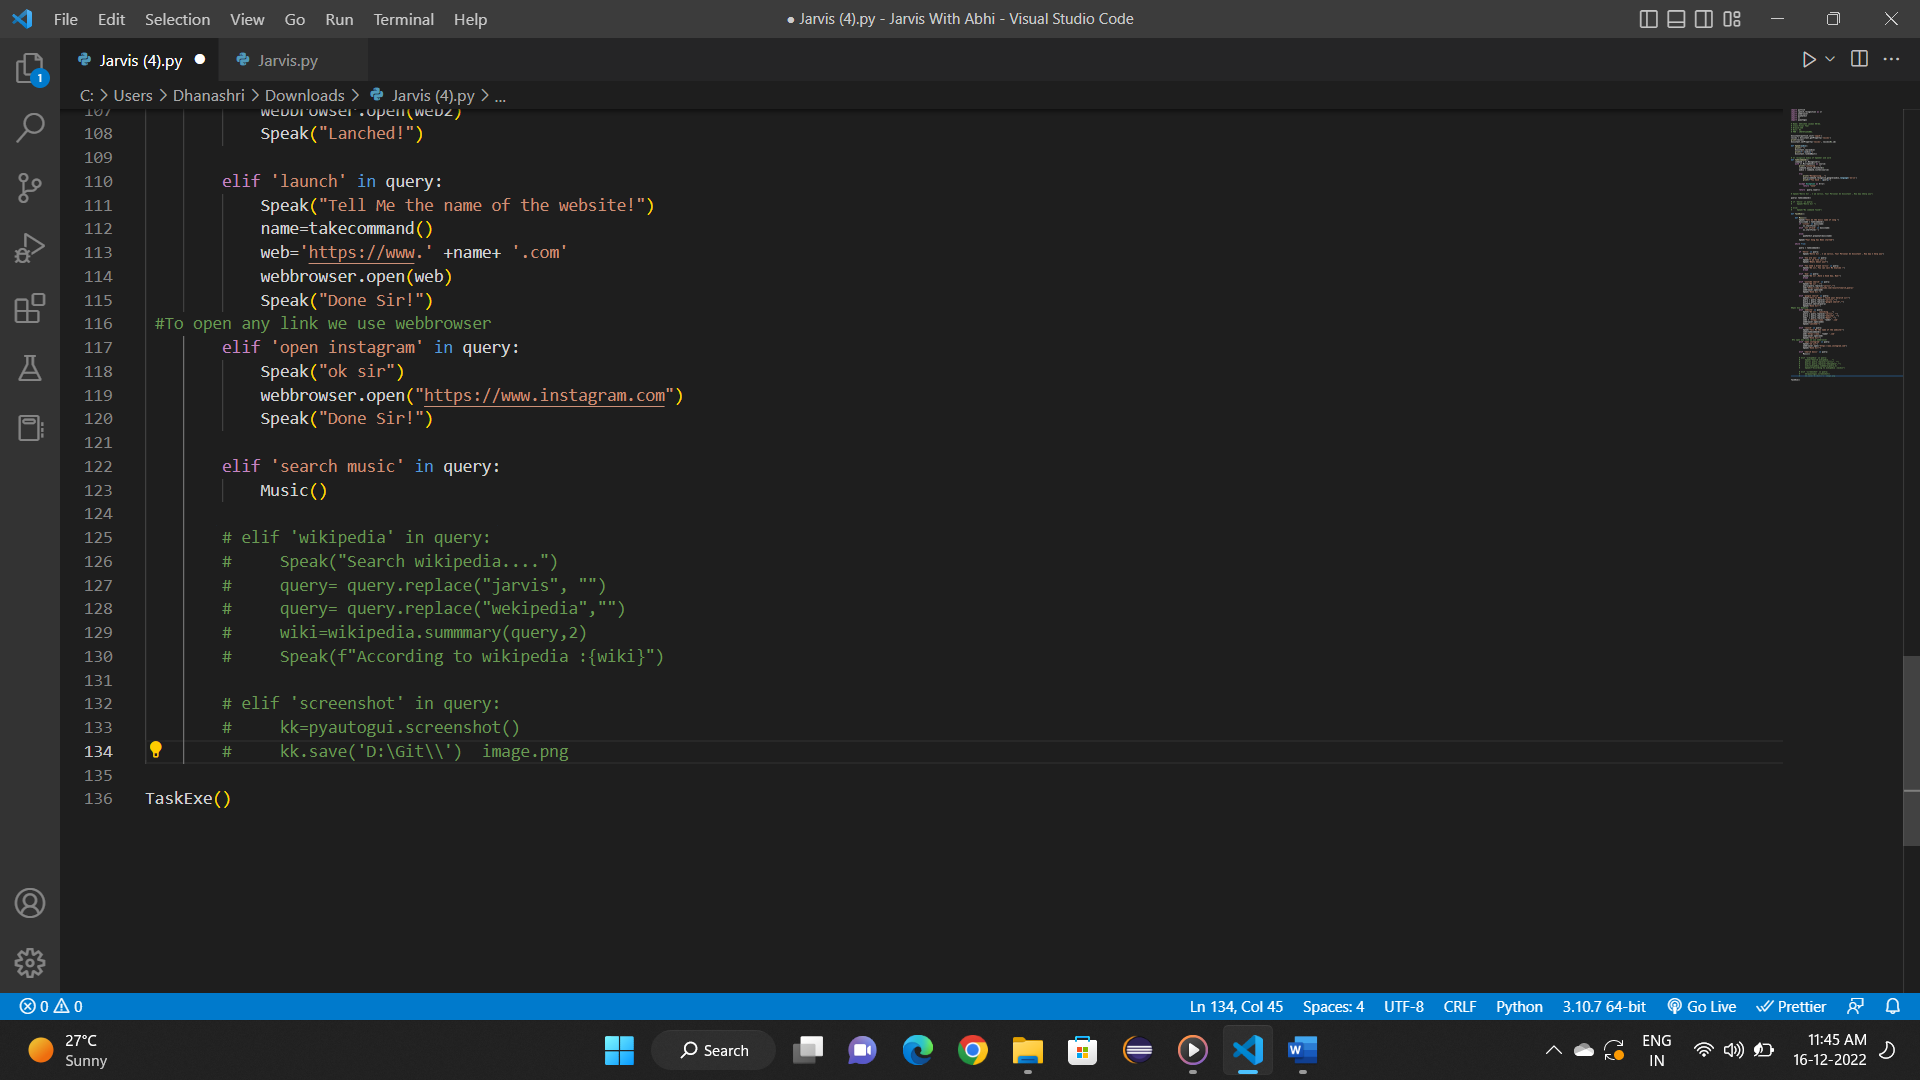 File Edit Selection View Go Run Terminal Help
● Jarvis (4).py - Jarvis With Abhi - Visual Studio Code
Jarvis (4).py ● Jarvis.py
C: > Users > Dhanashri > Downloads > Jarvis (4).py > ...
107 webbrowser.open(web2)
108 Speak("Lanched!")
109
110 elif 'launch' in query:
111 Speak("Tell Me the name of the website!")
112 name=takecommand()
113 web='https://www.' +name+ '.com'
114 webbrowser.open(web)
115 Speak("Done Sir!")
116 #To open any link we use webbrowser
117 elif 'open instagram' in query:
118 Speak("ok sir")
119 webbrowser.open("https://www.instagram.com")
120 Speak("Done Sir!")
121
122 elif 'search music' in query:
123 Music()
124
125 # elif 'wikipedia' in query:
126 # Speak("Search wikipedia....")
127 # query= query.replace("jarvis", "")
128 # query= query.replace("wekipedia","")
129 # wiki=wikipedia.summmary(query,2)
130 # Speak(f"According to wikipedia :{wiki}")
131
132 # elif 'screenshot' in query:
133 # kk=pyautogui.screenshot()
134 # kk.save('D:\Git\\') image.png
135
136 TaskExe()
1
0 0
Ln 134, Col 45 Spaces: 4 UTF-8 CRLF Python 3.10.7 64-bit Go Live Prettier
27°C
Sunny
Search
ENG
IN
11:45 AM
16-12-2022